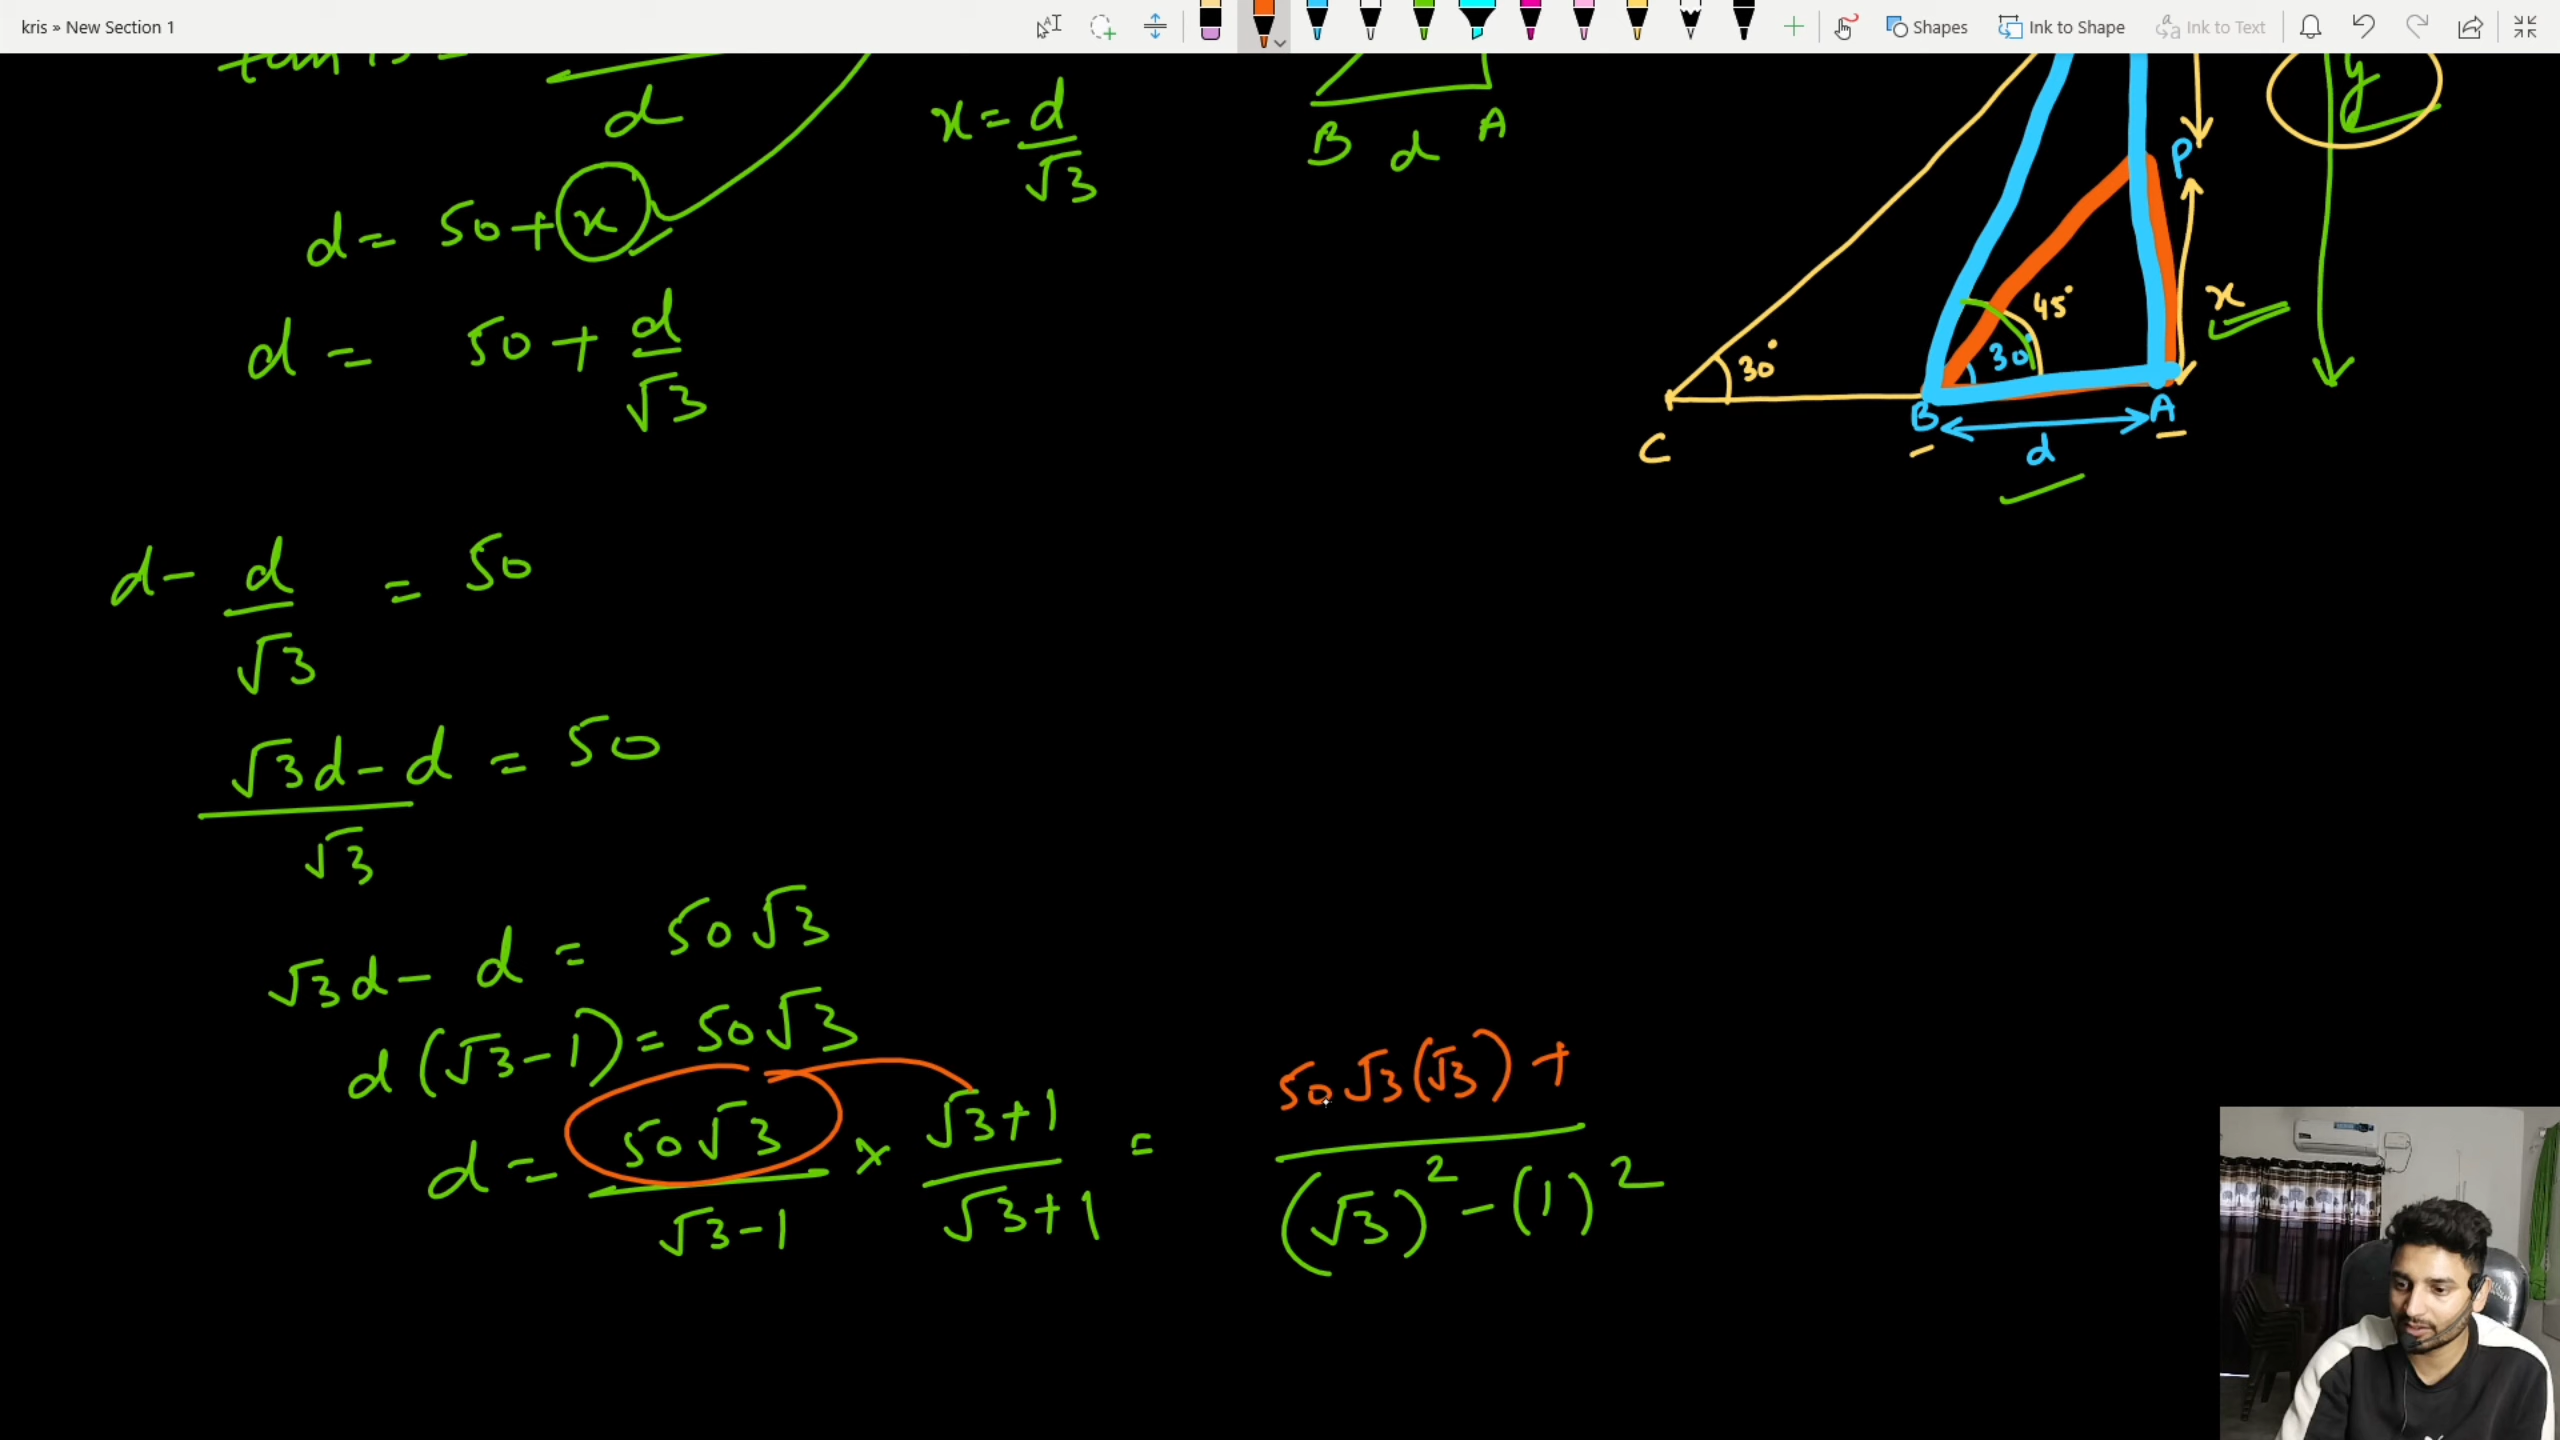 kris » New Section 1
Shapes
Ink to Shape
Ink to Text
d
x = d/√3
B d A
d = 50 + x
d = 50 + d/√3
y
P
x
45°
30°
30°
C
B
A
d
d - d/√3 = 50
(√3d - d)/√3 = 50
√3d - d = 50√3
d(√3-1) = 50√3
d = 50√3/(√3-1) × (√3+1)/(√3+1) = 50√3(√3) + / (√3)² - (1)²